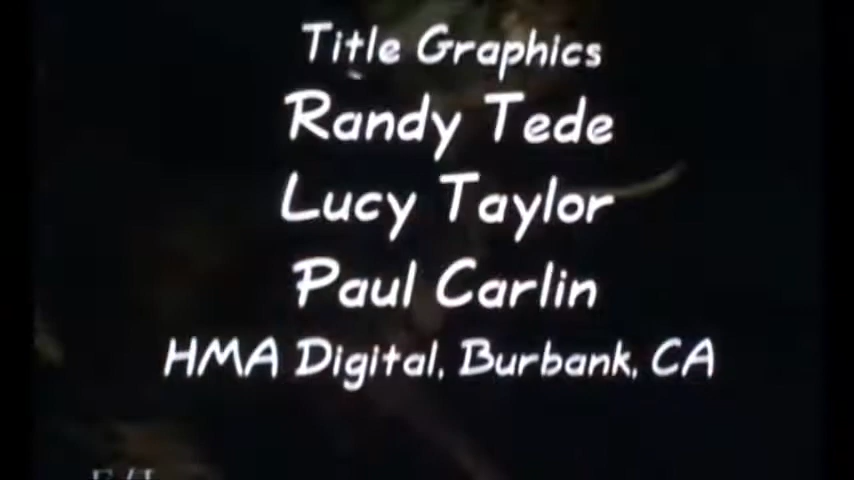 Title Graphics
Randy Tede
Lucy Taylor
Paul Carlin
HMA Digital, Burbank, CA
E/I